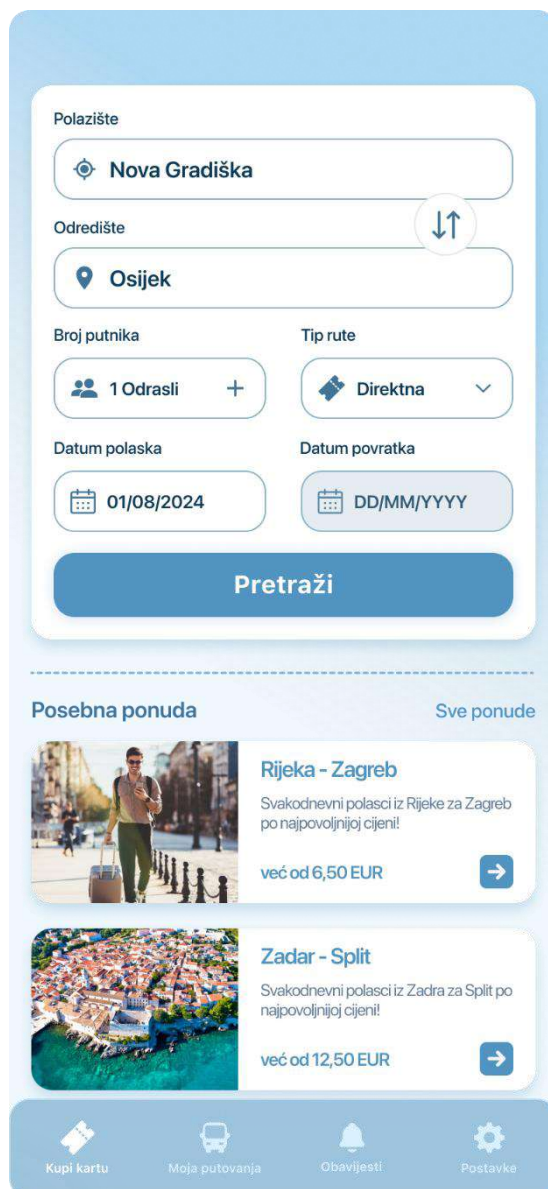 Polazište
Nova Gradiška
Odredište
Osijek
Broj putnika
Tip rute
1 Odrasli +
Direktna
Datum polaska
Datum povratka
01/08/2024
DD/MM/YYYY
Pretraži
Posebna ponuda
Sve ponude
Rijeka - Zagreb
Svakodnevni polasci iz Rijeke za Zagreb
po najpovoljnijoj cijeni!
već od 6,50 EUR
Zadar - Split
Svakodnevni polasci iz Zadra za Split po
najpovoljnijoj cijeni!
već od 12,50 EUR
Kupi kartu
Moja putovanja
Obavijesti
Postavke